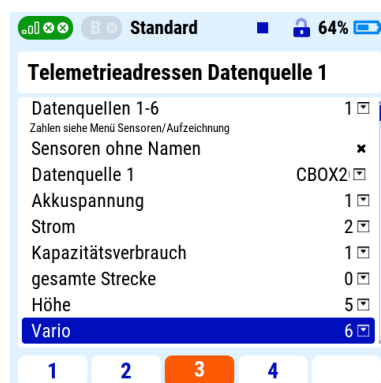 B Standard 64%
Telemetrieadressen Datenquelle 1
Datenquellen 1-6 1
Zahlen siehe Menü Sensoren/Aufzeichnung
Sensoren ohne Namen
Datenquelle 1 CBOX2
Akkuspannung 1
Strom 2
Kapazitätsverbrauch 1
gesamte Strecke 0
Höhe 5
Vario 6
1 2 3 4